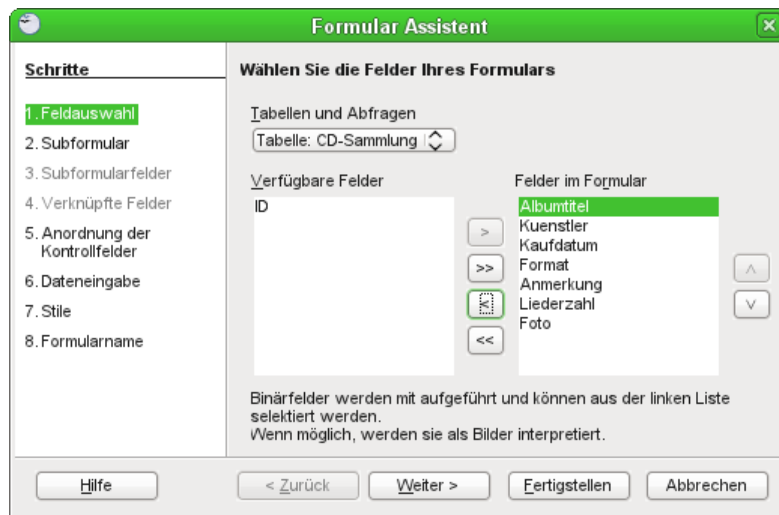 Formular Assistent
Schritte
1. Feldauswahl
2. Subformular
3. Subformularfelder
4. Verknüpfte Felder
5. Anordnung der
Kontrollfelder
6. Dateneingabe
7. Stile
8. Formularname
Wählen Sie die Felder Ihres Formulars
Tabellen und Abfragen
Tabelle: CD-Sammlung
Verfügbare Felder
ID
>
>>
<
<<
Felder im Formular
Albumtitel
Kuenstler
Kaufdatum
Format
Anmerkung
Liederzahl
Foto
Binärfelder werden mit aufgeführt und können aus der linken Liste
selektiert werden.
Wenn möglich, werden sie als Bilder interpretiert.
Hilfe
< Zurück
Weiter >
Fertigstellen
Abbrechen